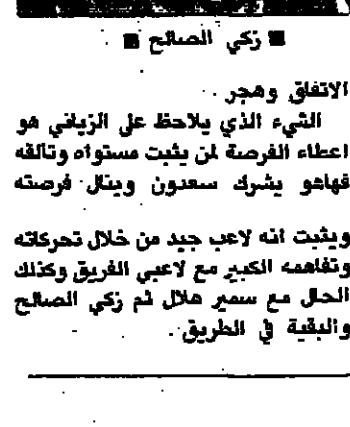 ■ زكي الصالح ■
الاتفاق وهجر ..
الشيء الذي يلاحظ على الزياني هو
اعطاء الفرصة لمن يثبت مستواه وتألقه
فهاهو يشرك سعدون وينال فرصته
ويثبت انه لاعب جيد من خلال تحركاته
وتفاهمه الكبير مع لاعبي الفريق وكذلك
الحال مع سمير هلال ثم زكي الصالح
والبقية في الطريق .